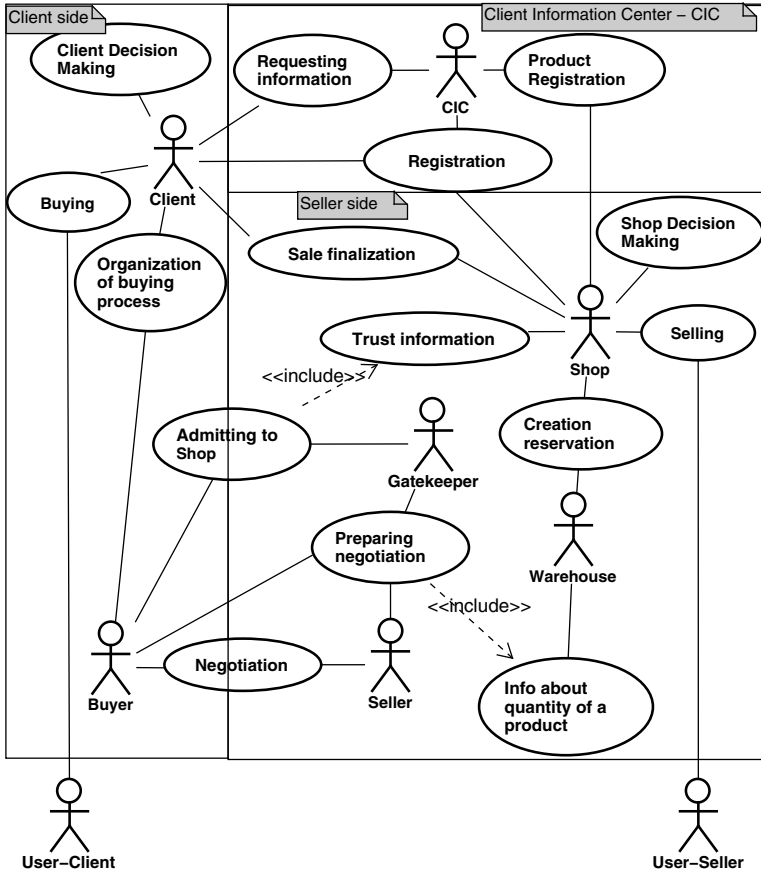 Client side
Client Information Center – CIC
Client Decision
Making
Requesting
information
Product
Registration
CIC
Registration
Client
Buying
Seller side
Shop Decision
Making
Sale finalization
Organization
of buying
process
Trust information
Selling
Shop
<<include>>
Admitting to
Shop
Creation
reservation
Gatekeeper
Preparing
negotiation
Warehouse
<<include>>
Negotiation
Info about
quantity of a
product
Buyer
Seller
User–Client
User–Seller